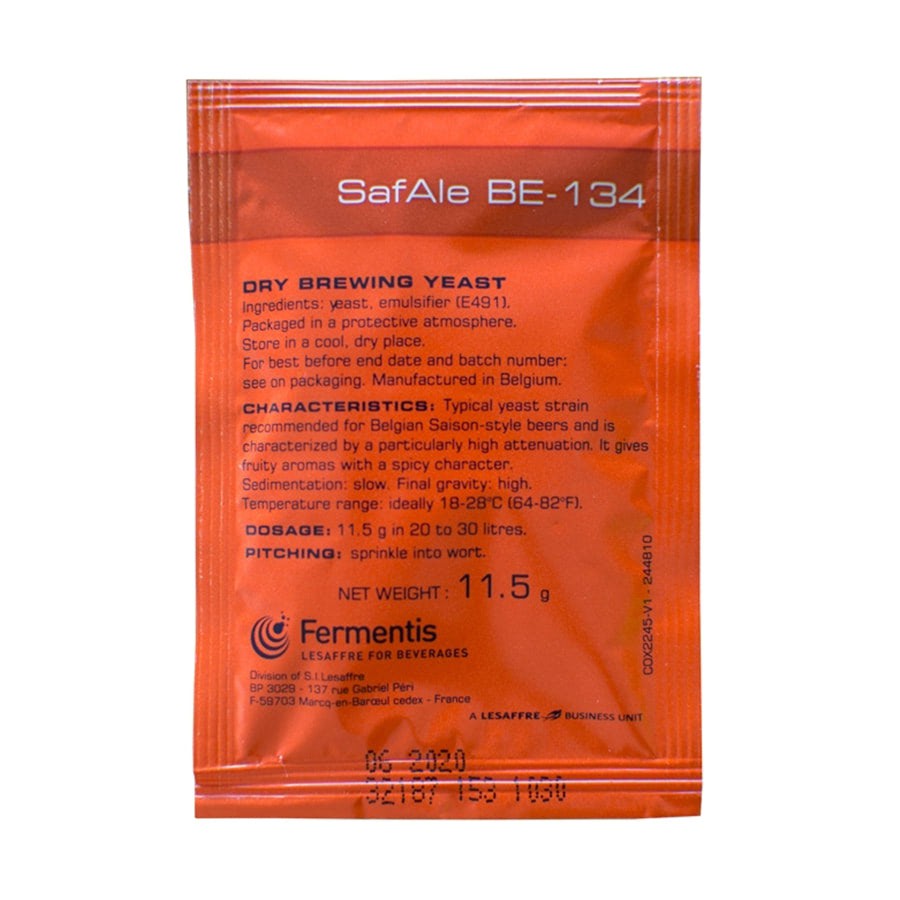 SafAle BE-134
DRY BREWING YEAST
Ingredients: yeast, emulsifier (E491).
Packaged in a protective atmosphere.
Store in a cool, dry place.
For best before end date and batch number:
see on packaging. Manufactured in Belgium.
CHARACTERISTICS: Typical yeast strain
recommended for Belgian Saison-style beers and is
characterized by a particularly high attenuation. It gives
fruity aromas with a spicy character.
Sedimentation: slow. Final gravity: high.
Temperature range: ideally 18-28°C (64-82°F).
DOSAGE: 11.5 g in 20 to 30 litres.
PITCHING: sprinkle into wort.
NET WEIGHT: 11.5 g
Fermentis
LESAFFRE FOR BEVERAGES
Division of S.I.Lesaffre
BP 3029 - 137 rue Gabriel Péri
F-59703 Marcq-en-Barœul cedex - France
A LESAFFRE BUSINESS UNIT
COX2245-V1 - 244810
06 2020
32187 153 1030